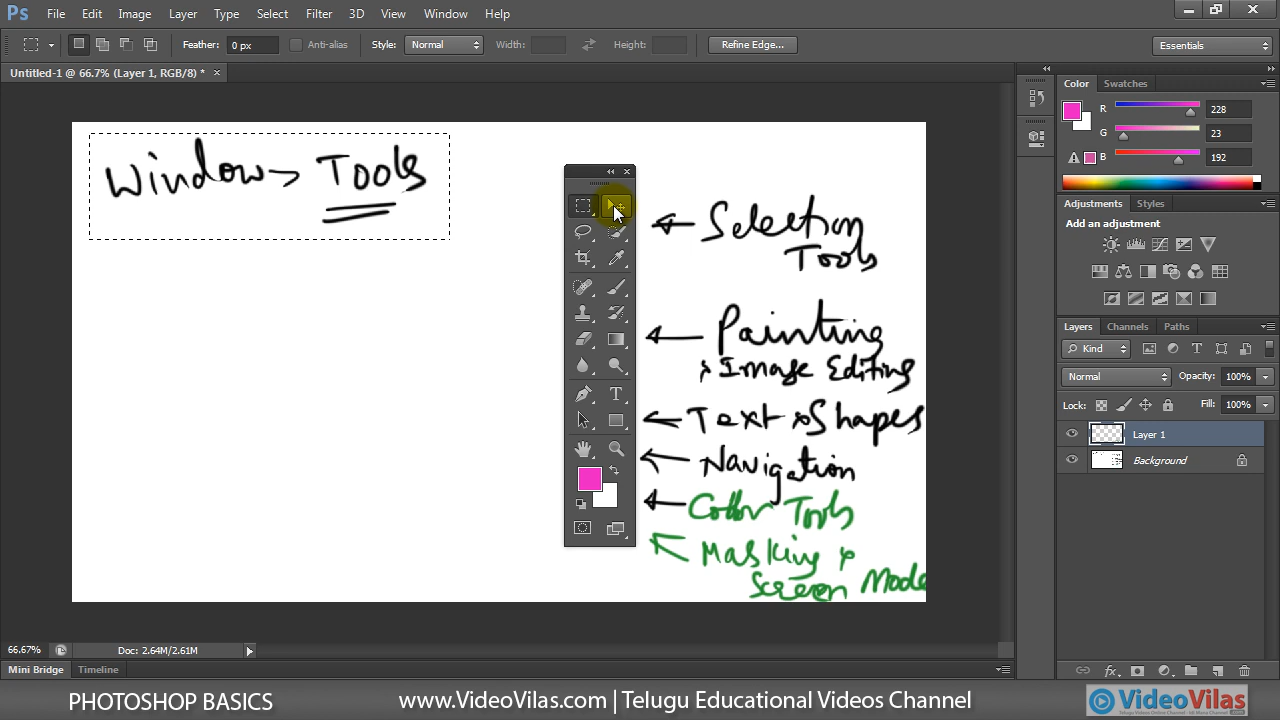 Ps File Edit Image Layer Type Select Filter 3D View Window Help
Feather: 0 px Anti-alias Style: Normal Width: Height: Refine Edge... Essentials
Untitled-1 @ 66.7% (Layer 1, RGB/8) * ×
Window → Tools
Selection
Tools
Painting
Image Editing
Text & Shapes
Navigation
Color Tools
Masking &
Screen Mode
Color Swatches
R 228
G 23
B 192
Adjustments Styles
Add an adjustment
Layers Channels Paths
Kind
Normal Opacity: 100%
Lock: Fill: 100%
Layer 1
Background
66.67% Doc: 2.64M/2.61M
Mini Bridge Timeline
PHOTOSHOP BASICS www.VideoVilas.com | Telugu Educational Videos Channel
VideoVilas